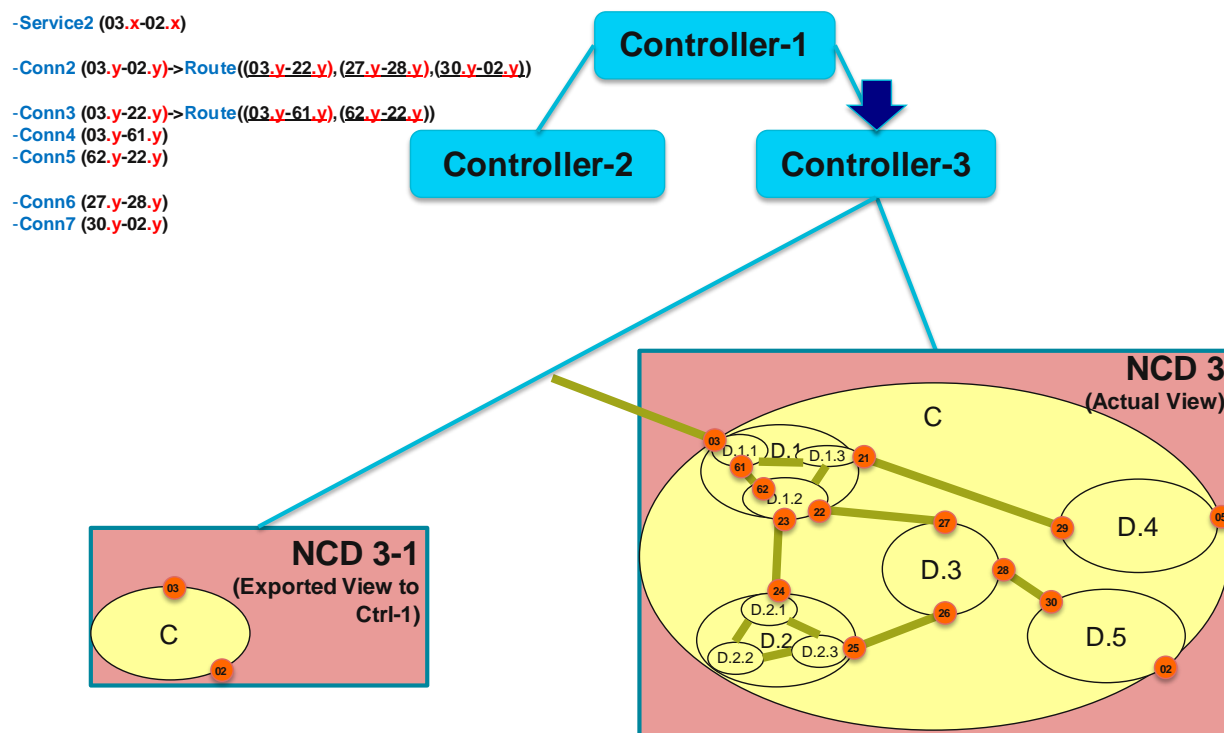 -Service2 (03.x-02.x)
-Conn2 (03.y-02.y)->Route((03.y-22.y),(27.y-28.y),(30.y-02.y))
-Conn3 (03.y-22.y)->Route((03.y-61.y),(62.y-22.y))
-Conn4 (03.y-61.y)
-Conn5 (62.y-22.y)
-Conn6 (27.y-28.y)
-Conn7 (30.y-02.y)
Controller-1
Controller-2
Controller-3
NCD 3
(Actual View)
C
03
D.1.1
D.1
D.1.3
21
61
62
D.1.2
23
22
27
29
D.4
05
D.3
28
24
26
30
D.2.1
D.2
D.2.2
D.2.3
25
D.5
02
NCD 3-1
(Exported View to
Ctrl-1)
03
C
02